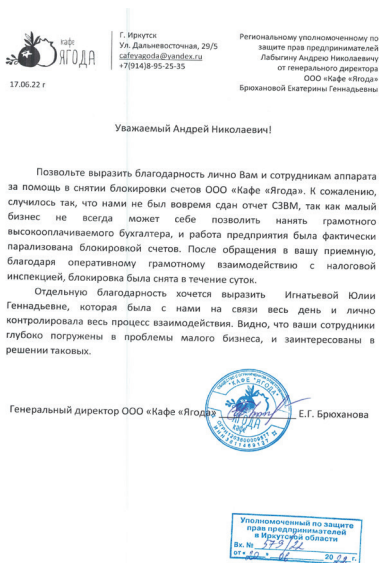 кафе
ЯГОДА
17.06.22 г
Г. Иркутск
Ул. Дальневосточная, 29/5
cafeyagoda@yandex.ru
+7(914)8-95-25-35
Региональному уполномоченному по
защите прав предпринимателей
Лабыгину Андрею Николаевичу
от генерального директора
ООО «Кафе «Ягода»
Брюхановой Екатерины Геннадьевны
Уважаемый Андрей Николаевич!
Позвольте выразить благодарность лично Вам и сотрудникам аппарата
за помощь в снятии блокировки счетов ООО «Кафе «Ягода». К сожалению,
случилось так, что нами не был вовремя сдан отчет СЗВМ, так как малый
бизнес не всегда может себе позволить нанять грамотного
высокооплачиваемого бухгалтера, и работа предприятия была фактически
парализована блокировкой счетов. После обращения в вашу приемную,
благодаря оперативному грамотному взаимодействию с налоговой
инспекцией, блокировка была снята в течение суток.
Отдельную благодарность хочется выразить Игнатьевой Юлии
Геннадьевне, которая была с нами на связи весь день и лично
контролировала весь процесс взаимодействия. Видно, что ваши сотрудники
глубоко погружены в проблемы малого бизнеса, и заинтересованы в
решении таковых.
Генеральный директор ООО «Кафе «Ягода» Е.Г. Брюханова
"КАФЕ "ЯГОДА"
ЯГОДА
кафе
Уполномоченный по защите
прав предпринимателей
в Иркутской области
Вх. № 579/22
от « 20 » 06 2022 г.